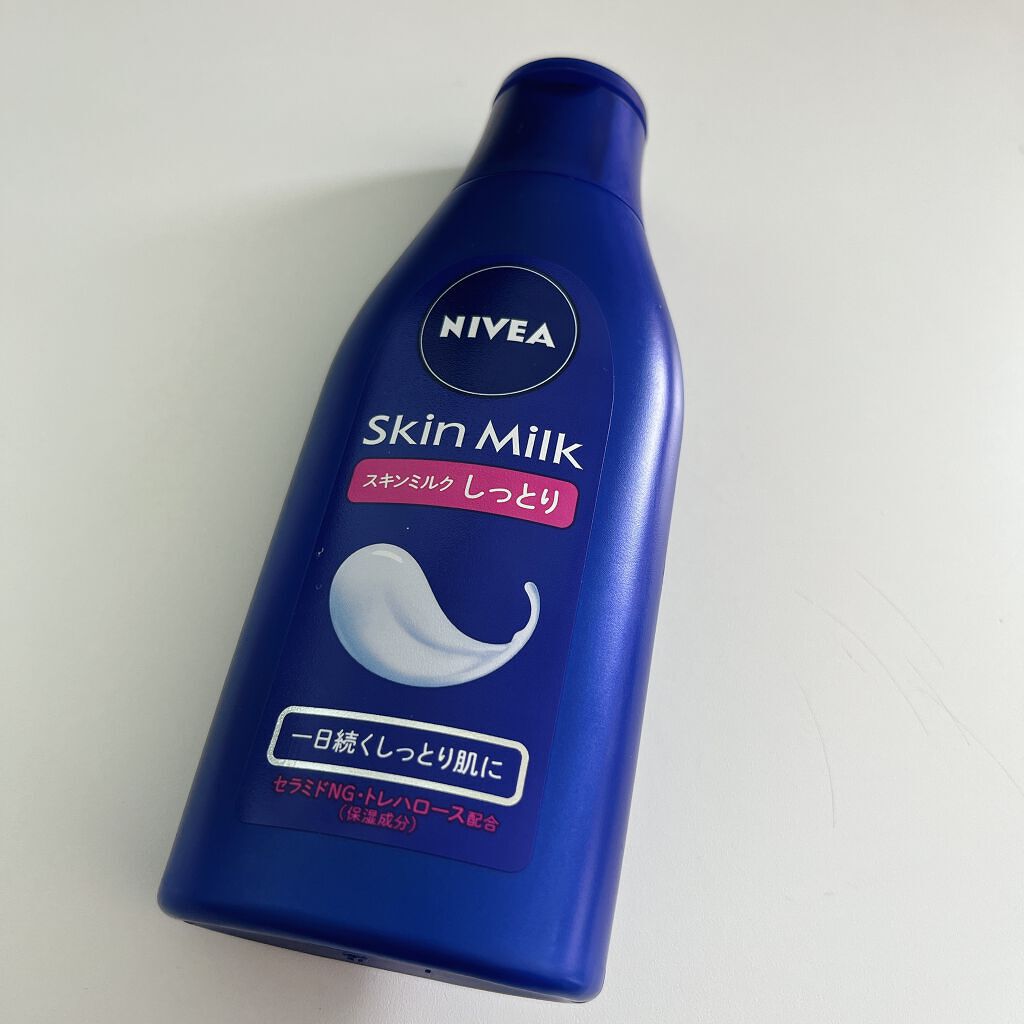 NIVEA
Skin Milk
スキンミルク しっとり
一日続くしっとり肌に
セラミドNG・トレハロース配合
(保湿成分)